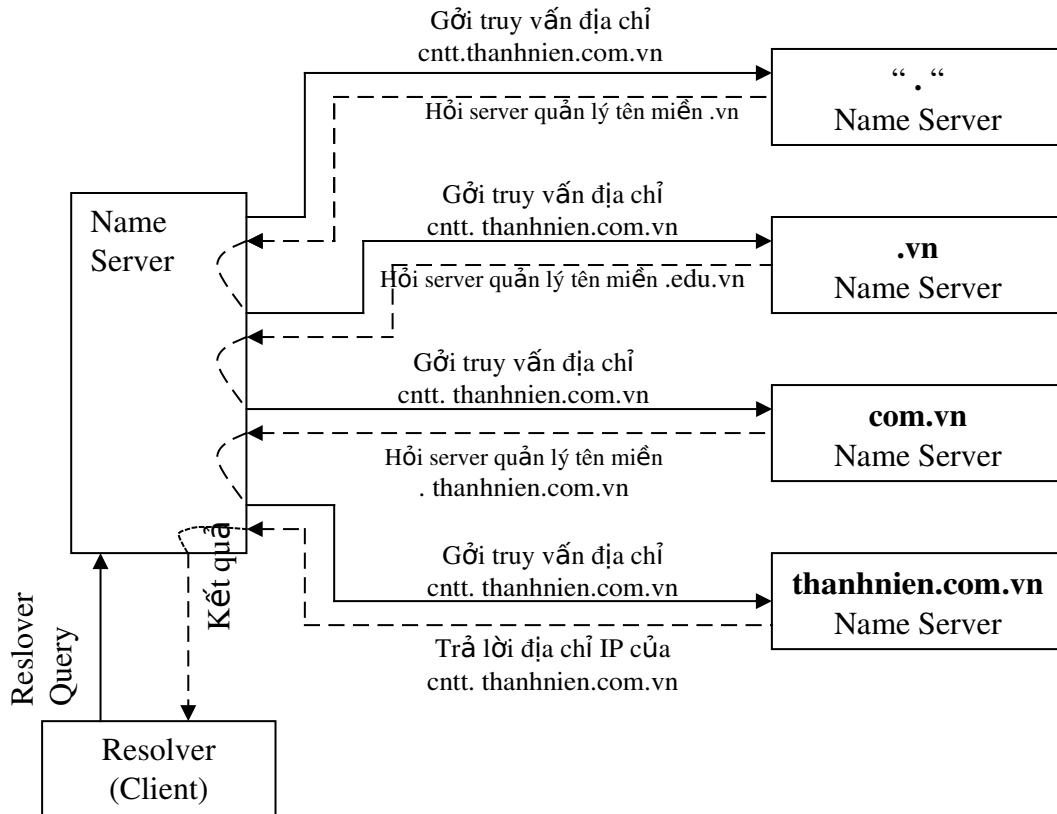 Gởi truy vấn địa chỉ
cntt.thanhnien.com.vn
“ . “
Name Server
Hỏi server quản lý tên miền .vn
Name
Server
Gởi truy vấn địa chỉ
cntt. thanhnien.com.vn
.vn
Name Server
Hỏi server quản lý tên miền .edu.vn
Gởi truy vấn địa chỉ
cntt. thanhnien.com.vn
com.vn
Name Server
Hỏi server quản lý tên miền
. thanhnien.com.vn
Gởi truy vấn địa chỉ
cntt. thanhnien.com.vn
thanhnien.com.vn
Name Server
Trả lời địa chỉ IP của
cntt. thanhnien.com.vn
Kết quả
Reslover
Query
Resolver
(Client)